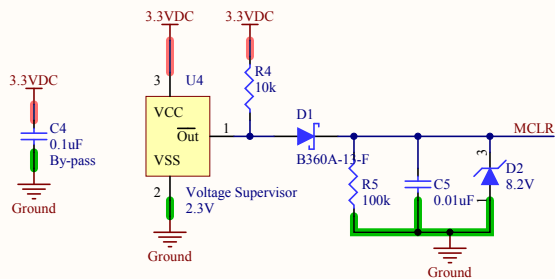 3.3VDC
3.3VDC
3.3VDC
3
U4
R4
10k
VCC
Out
1
VSS
2
Voltage Supervisor
2.3V
Ground
C4
0.1uF
By-pass
Ground
D1
B360A-13-F
MCLR
R5
100k
C5
0.01uF
3
D2
8.2V
1
Ground